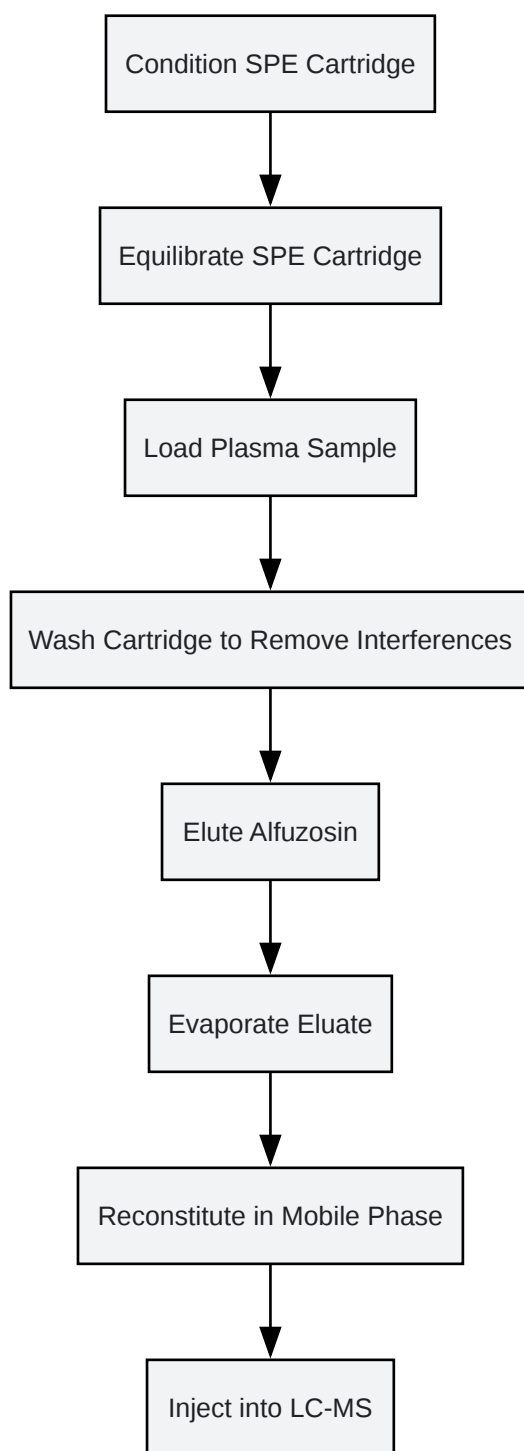 Condition SPE Cartridge
Equilibrate SPE Cartridge
Load Plasma Sample
Wash Cartridge to Remove Interferences
Elute Alfuzosin
Evaporate Eluate
Reconstitute in Mobile Phase
Inject into LC-MS